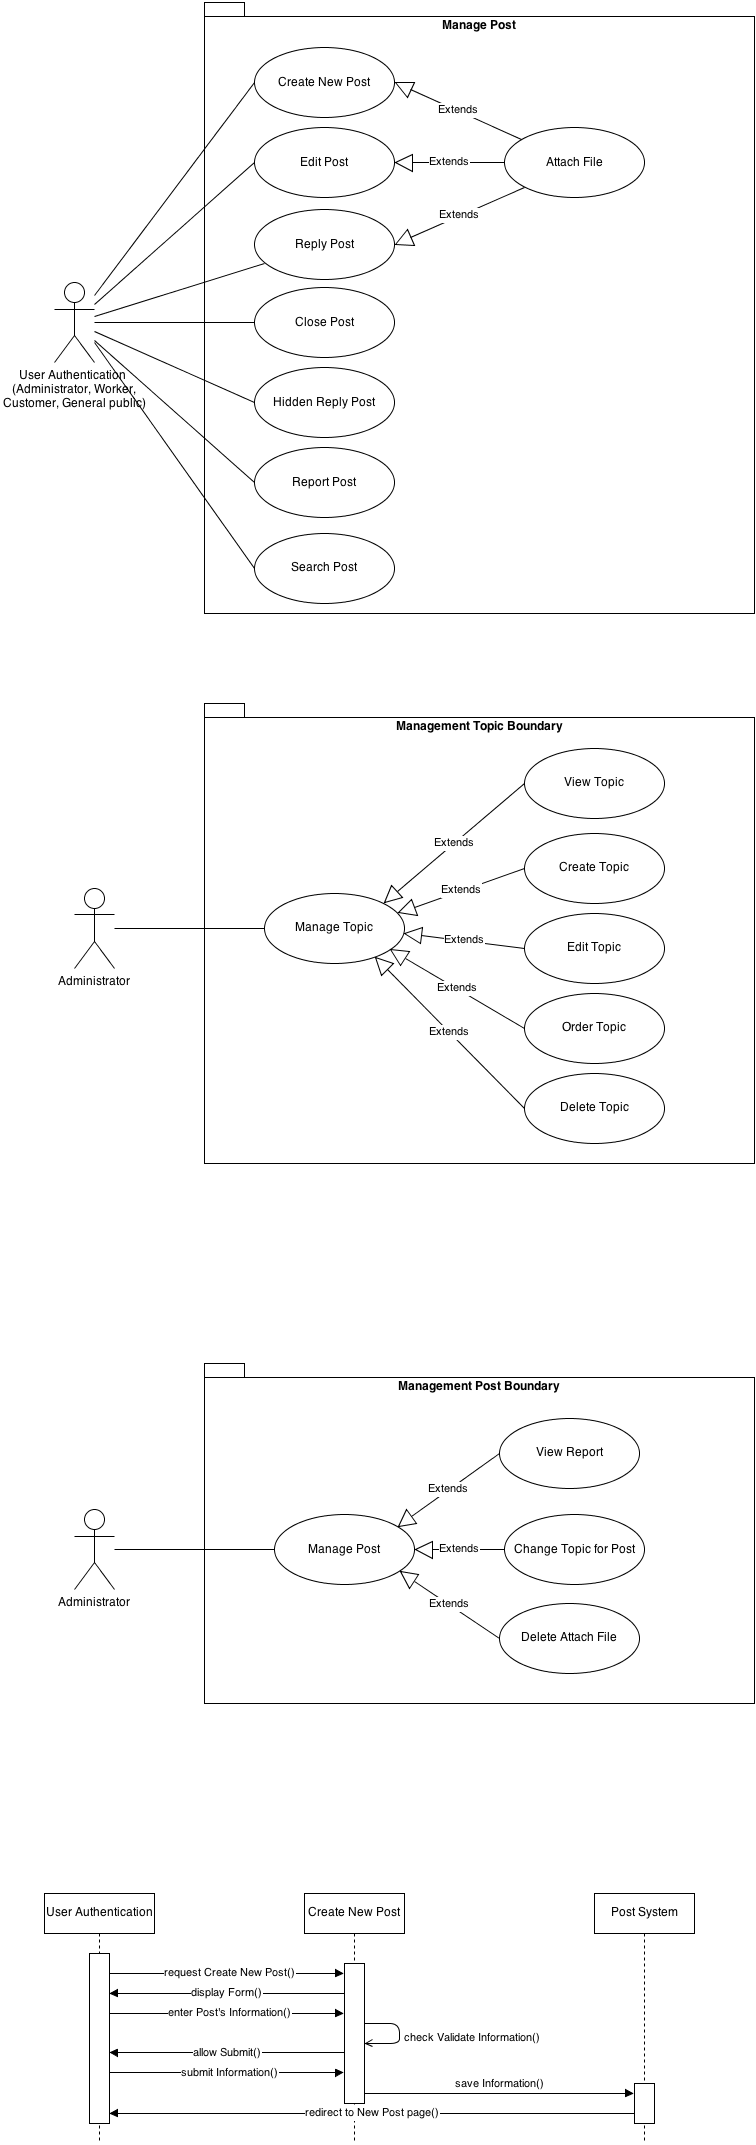 Manage Post
Create New Post
Extends
Edit Post
Extends
Attach File
Reply Post
Extends
Close Post
User Authentication
(Administrator, Worker,
Customer, General public)
Hidden Reply Post
Report Post
Search Post
Management Topic Boundary
View Topic
Extends
Create Topic
Extends
Manage Topic
Extends
Edit Topic
Administrator
Extends
Order Topic
Extends
Delete Topic
Management Post Boundary
View Report
Extends
Manage Post
Extends
Change Topic for Post
Administrator
Extends
Delete Attach File
User Authentication
Create New Post
Post System
request Create New Post()
display Form()
enter Post's Information()
check Validate Information()
allow Submit()
submit Information()
save Information()
redirect to New Post page()